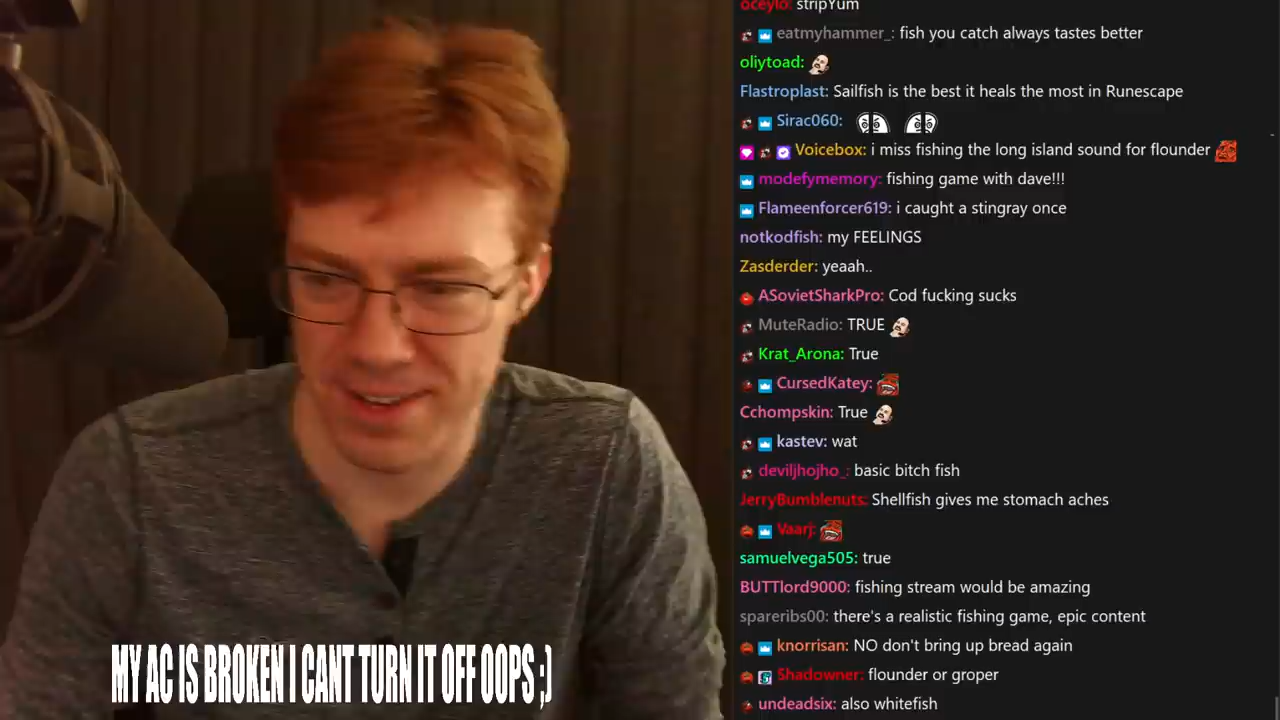 oceylo: stripYum
eatmyhammer_: fish you catch always tastes better
oliytoad:
Flastroplast: Sailfish is the best it heals the most in Runescape
Sirac060:
Voicebox: i miss fishing the long island sound for flounder
modefymemory: fishing game with dave!!!
Flameenforcer619: i caught a stingray once
notkodfish: my FEELINGS
Zasderder: yeaah..
ASovietSharkPro: Cod fucking sucks
MuteRadio: TRUE
Krat_Arona: True
CursedKatey:
Cchompskin: True
kastev: wat
deviljhojho_: basic bitch fish
JerryBumblenuts: Shellfish gives me stomach aches
Vaarj:
samuelvega505: true
BUTTlord9000: fishing stream would be amazing
spareribs00: there's a realistic fishing game, epic content
knorrisan: NO don't bring up bread again
Shadowner: flounder or groper
undeadsix: also whitefish
MY AC IS BROKEN I CANT TURN IT OFF OOPS ;)